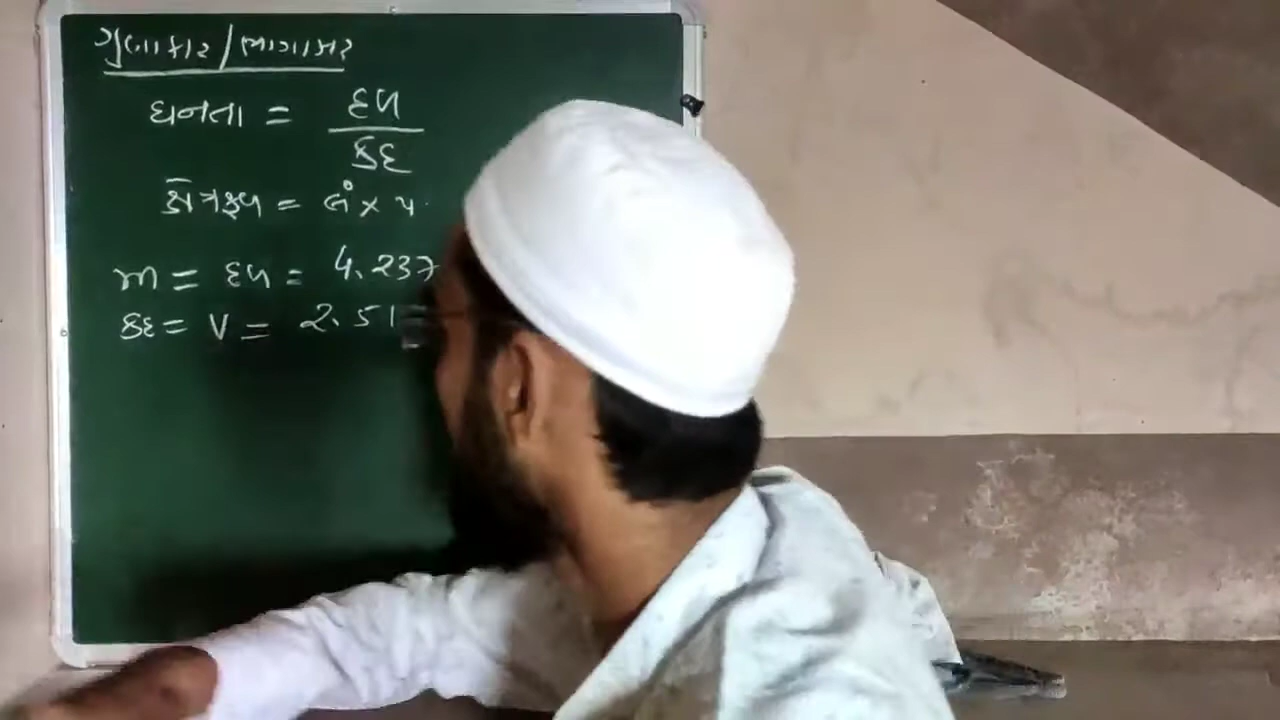 ગુણાકાર/ભાગાકાર
ઘનતા = દળ
કદ
ક્ષેત્રફળ = લં × પ.
m = દળ = 4.237
કદ = V = 2.51